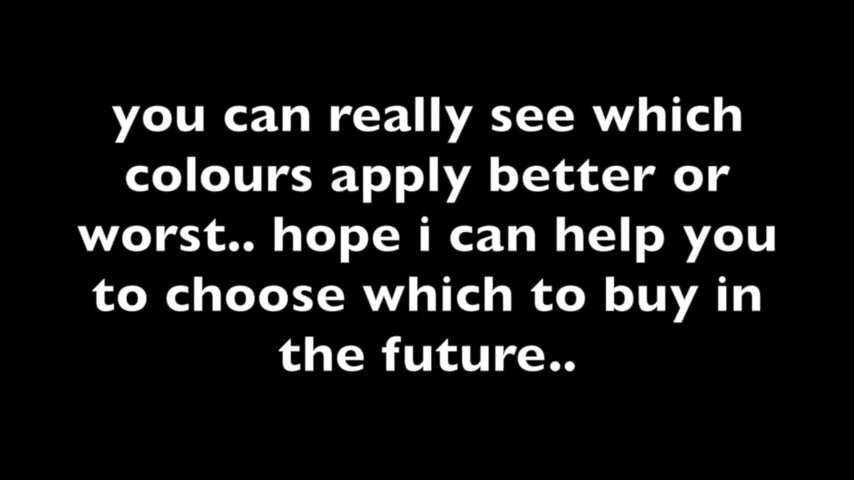 you can really see which
colours apply better or
worst.. hope i can help you
to choose which to buy in
the future..